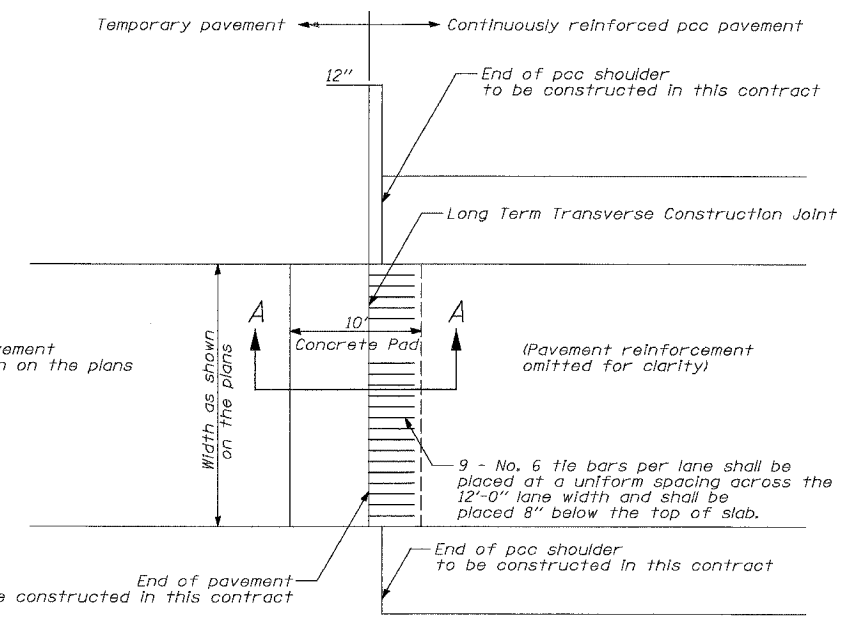 Temporary pavement
Continuously reinforced pcc pavement
12"
End of pcc shoulder
to be constructed in this contract
Long Term Transverse Construction Joint
A
A
10'
Concrete Pad
Width as shown
on the plans
on the plans
(Pavement reinforcement
omitted for clarity)
9 - No. 6 tie bars per lane shall be
placed at a uniform spacing across the
12'-0" lane width and shall be
placed 8" below the top of slab.
End of pcc shoulder
to be constructed in this contract
End of pavement
constructed in this contract